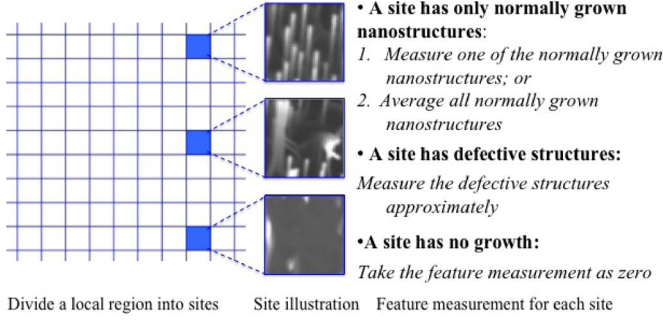 • A site has only normally grown
nanostructures:
1. Measure one of the normally grown
nanostructures; or
2. Average all normally grown
nanostructures
• A site has defective structures:
Measure the defective structures
approximately
•A site has no growth:
Take the feature measurement as zero
Divide a local region into sites
Site illustration
Feature measurement for each site